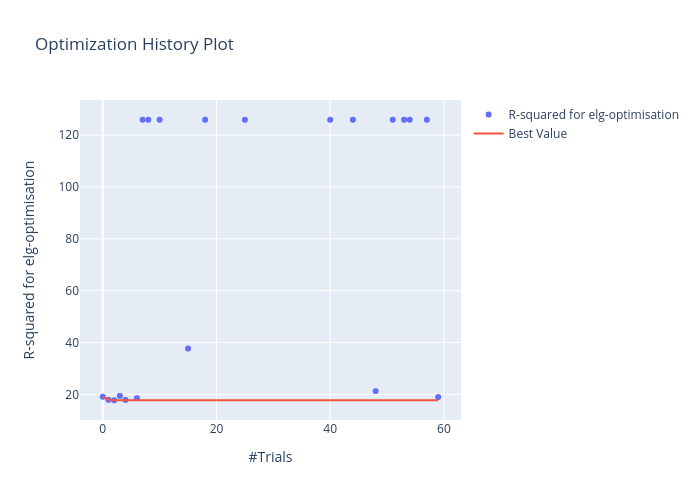 Optimization History Plot
R-squared for elg-optimisation
Best Value
120
100
80
60
40
20
R-squared for elg-optimisation
0 20 40 60
#Trials